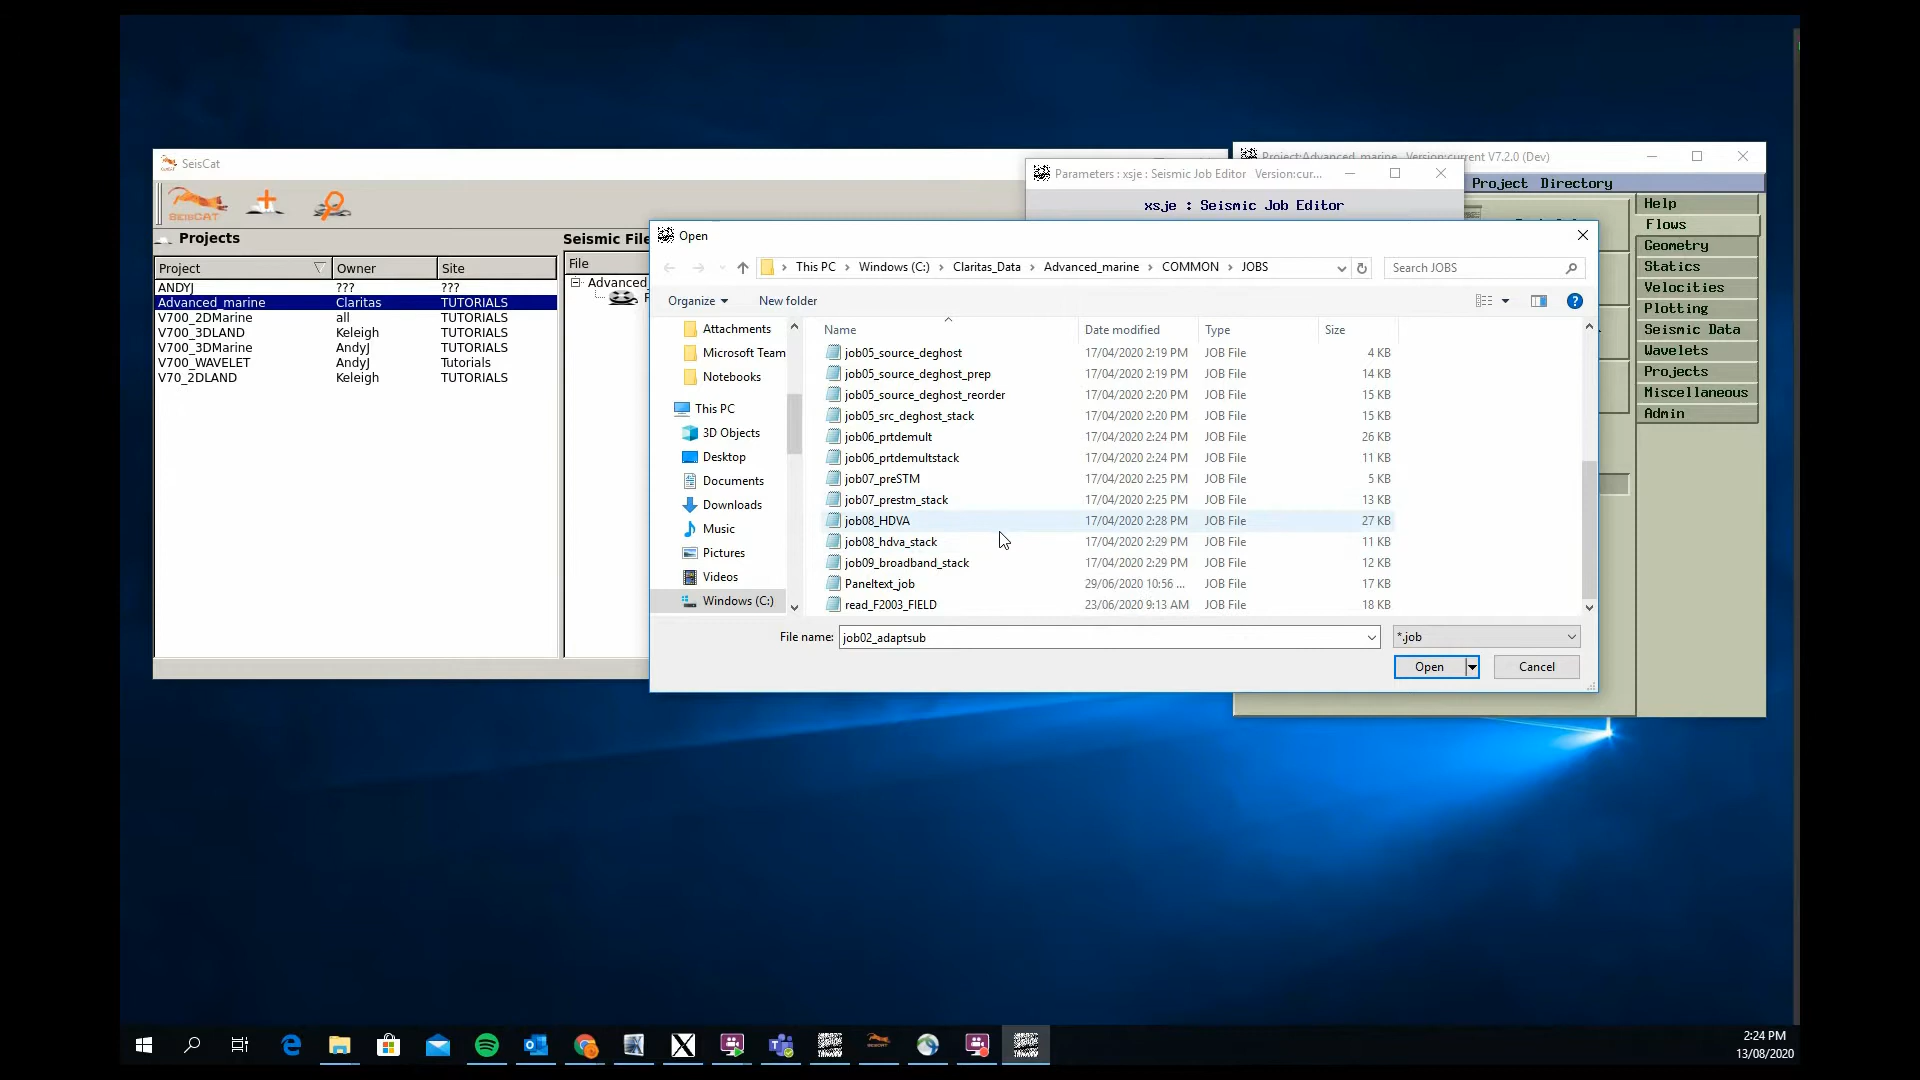 SeisCat
SEISCAT
Projects
Project Owner Site
ANDYJ ??? ???
Advanced_marine Claritas TUTORIALS
V700_2DMarine all TUTORIALS
V700_3DLAND Keleigh TUTORIALS
V700_3DMarine AndyJ TUTORIALS
V700_WAVELET AndyJ Tutorials
V70_2DLAND Keleigh TUTORIALS
Seismic File
File
Advanced_
Parameters : xsje : Seismic Job Editor Version:cur...
xsje : Seismic Job Editor
Project:Advanced_marine Version:current V7.2.0 (Dev)
Project Directory
Help
Flows
Geometry
Statics
Velocities
Plotting
Seismic Data
Wavelets
Projects
Miscellaneous
Admin
Open
This PC Windows (C:) Claritas_Data Advanced_marine COMMON JOBS
Search JOBS
Organize New folder
Attachments
Microsoft Team
Notebooks
This PC
3D Objects
Desktop
Documents
Downloads
Music
Pictures
Videos
Windows (C:)
Name Date modified Type Size
job05_source_deghost 17/04/2020 2:19 PM JOB File 4 KB
job05_source_deghost_prep 17/04/2020 2:19 PM JOB File 14 KB
job05_source_deghost_reorder 17/04/2020 2:20 PM JOB File 15 KB
job05_src_deghost_stack 17/04/2020 2:20 PM JOB File 15 KB
job06_prtdemult 17/04/2020 2:24 PM JOB File 26 KB
job06_prtdemultstack 17/04/2020 2:24 PM JOB File 11 KB
job07_preSTM 17/04/2020 2:25 PM JOB File 5 KB
job07_prestm_stack 17/04/2020 2:25 PM JOB File 13 KB
job08_HDVA 17/04/2020 2:28 PM JOB File 27 KB
job08_hdva_stack 17/04/2020 2:29 PM JOB File 11 KB
job09_broadband_stack 17/04/2020 2:29 PM JOB File 12 KB
Paneltext_job 29/06/2020 10:56 ... JOB File 17 KB
read_F2003_FIELD 23/06/2020 9:13 AM JOB File 18 KB
File name: job02_adaptsub *.job
Open Cancel
2:24 PM
13/08/2020